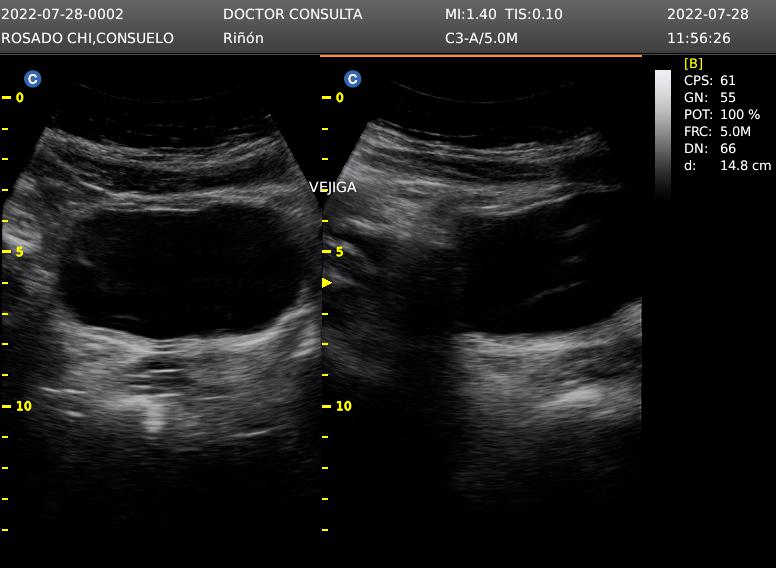 2022-07-28-0002 DOCTOR CONSULTA MI:1.40 TIS:0.10 2022-07-28
ROSADO CHI,CONSUELO Riñón C3-A/5.0M 11:56:26
C
C
[B]
CPS: 61
GN: 55
POT: 100 %
FRC: 5.0M
DN: 66
d: 14.8 cm
0
0
VEJIGA
5
5
10
10